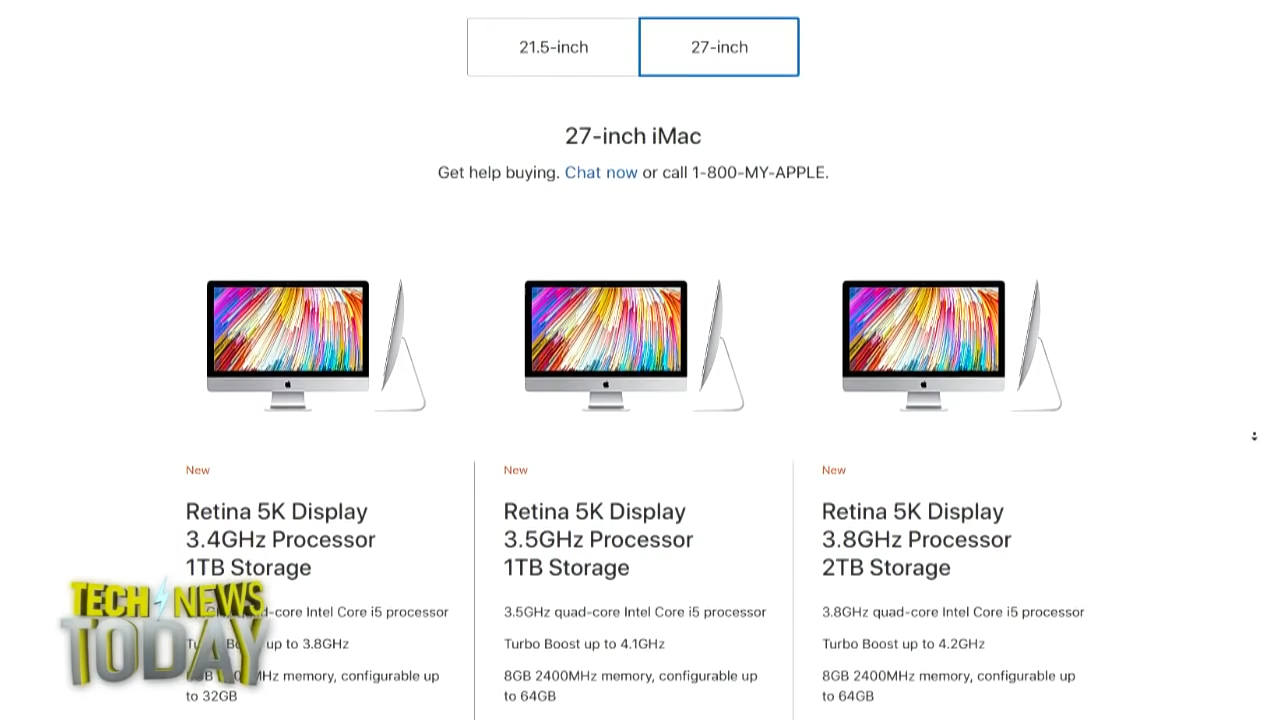 21.5-inch
27-inch
27-inch iMac
Get help buying. Chat now or call 1-800-MY-APPLE.
New
Retina 5K Display
3.4GHz Processor
1TB Storage
-core Intel Core i5 processor
up to 3.8GHz
MHz memory, configurable up
to 32GB
New
Retina 5K Display
3.5GHz Processor
1TB Storage
3.5GHz quad-core Intel Core i5 processor
Turbo Boost up to 4.1GHz
8GB 2400MHz memory, configurable up
to 64GB
New
Retina 5K Display
3.8GHz Processor
2TB Storage
3.8GHz quad-core Intel Core i5 processor
Turbo Boost up to 4.2GHz
8GB 2400MHz memory, configurable up
to 64GB
TECH NEWS
TODAY